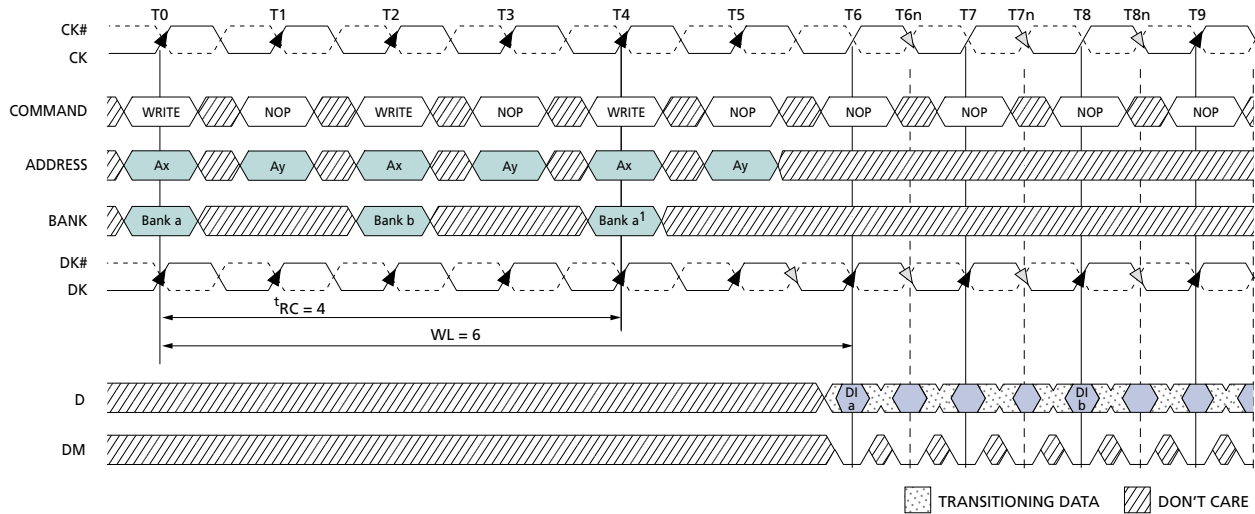 T0 T1 T2 T3 T4 T5 T6 T6n T7 T7n T8 T8n T9
CK#
CK
COMMAND WRITE NOP WRITE NOP WRITE NOP NOP NOP NOP NOP
ADDRESS Ax Ay Ax Ay Ax Ay
BANK Bank a Bank b Bank a¹
DK#
DK
ᵗRC = 4
WL = 6
D DI a DI b
DM
TRANSITIONING DATA DON'T CARE